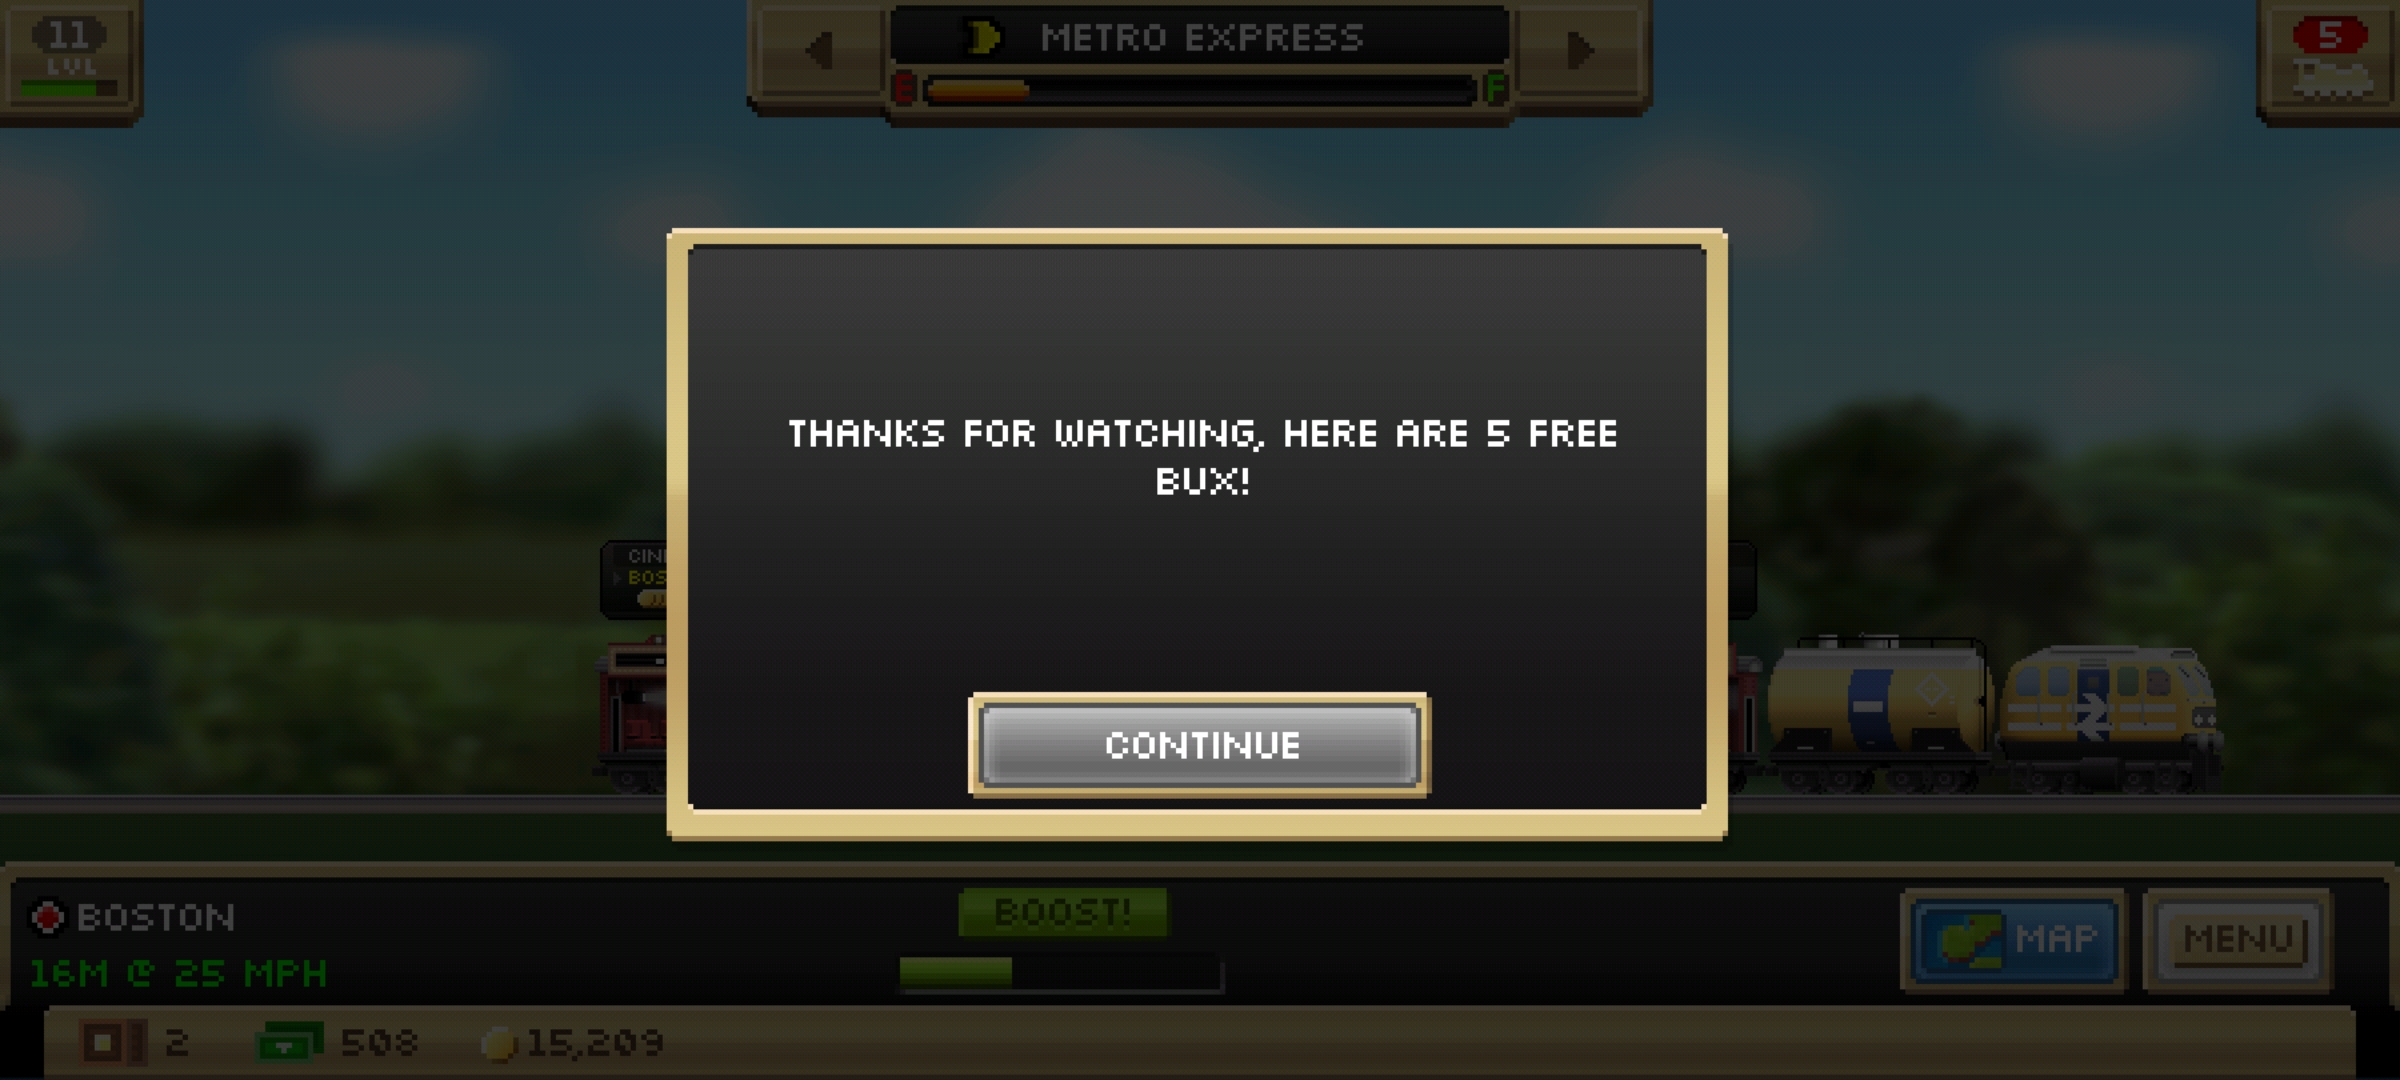 11
LVL
METRO EXPRESS
E F
5
THANKS FOR WATCHING, HERE ARE 5 FREE
BUX!
CONTINUE
BOSTON
16M @ 25 MPH
BOOST!
MAP
MENU
2 508 15,209